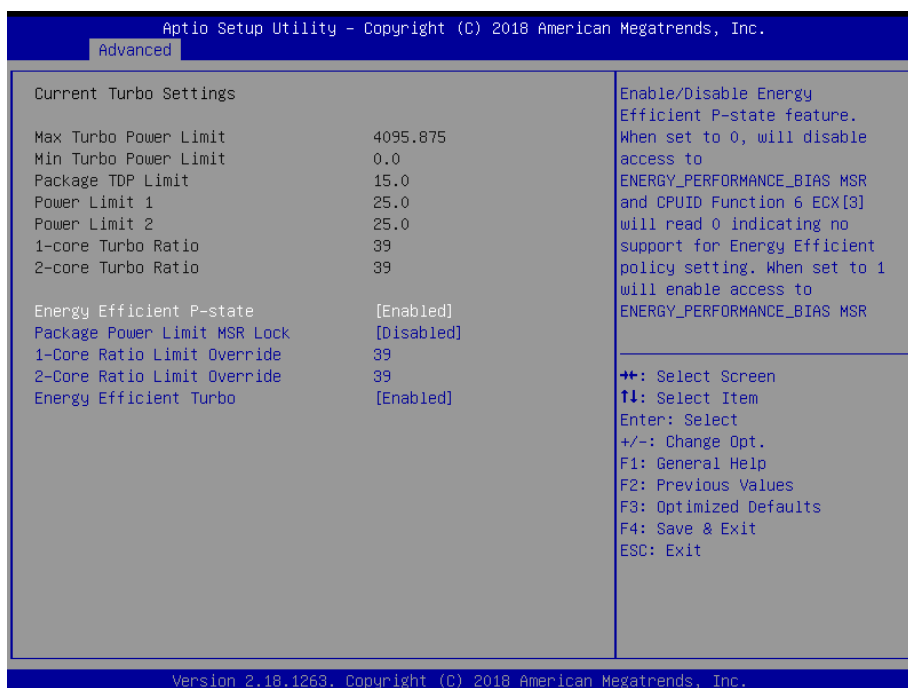 Aptio Setup Utility – Copyright (C) 2018 American Megatrends, Inc.
Advanced
Current Turbo Settings
Max Turbo Power Limit 4095.875
Min Turbo Power Limit 0.0
Package TDP Limit 15.0
Power Limit 1 25.0
Power Limit 2 25.0
1-core Turbo Ratio 39
2-core Turbo Ratio 39
Energy Efficient P-state [Enabled]
Package Power Limit MSR Lock [Disabled]
1-Core Ratio Limit Override 39
2-Core Ratio Limit Override 39
Energy Efficient Turbo [Enabled]
Enable/Disable Energy
Efficient P-state feature.
When set to 0, will disable
access to
ENERGY_PERFORMANCE_BIAS MSR
and CPUID Function 6 ECX[3]
will read 0 indicating no
support for Energy Efficient
policy setting. When set to 1
will enable access to
ENERGY_PERFORMANCE_BIAS MSR
→←: Select Screen
↑↓: Select Item
Enter: Select
+/-: Change Opt.
F1: General Help
F2: Previous Values
F3: Optimized Defaults
F4: Save & Exit
ESC: Exit
Version 2.18.1263. Copyright (C) 2018 American Megatrends, Inc.